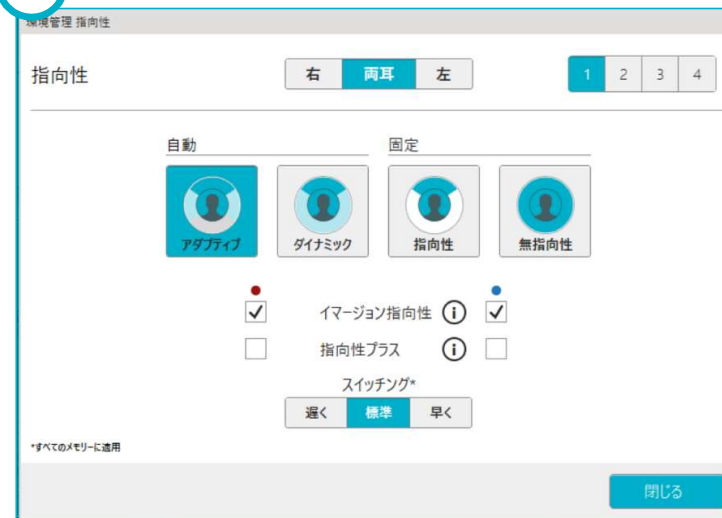 環境管理 指向性
指向性
右 両耳 左
1 2 3 4
自動
固定
アダプティブ
ダイナミック
指向性
無指向性
イマージョン指向性 i
指向性プラス i
スイッチング*
遅く 標準 早く
*すべてのメモリーに適用
閉じる